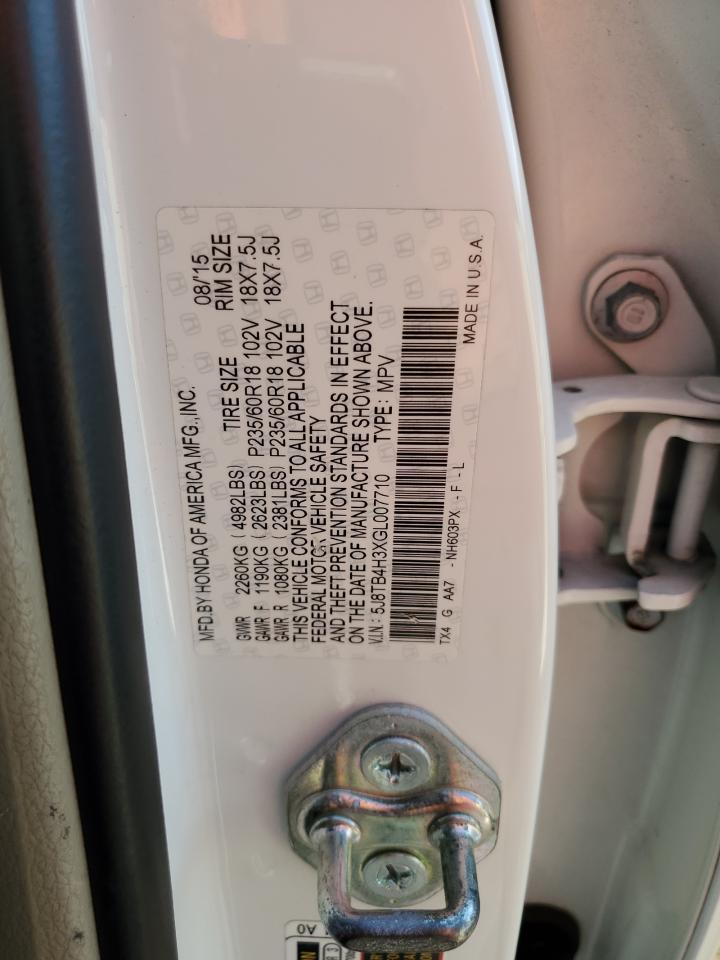 MFD.BY HONDA OF AMERICA MFG.,INC. 08/'15
GVWR 2260KG ( 4982LBS) TIRE SIZE RIM SIZE
GAWR F 1190KG ( 2623LBS) P235/60R18 102V 18X7.5J
GAWR R 1080KG ( 2381LBS) P235/60R18 102V 18X7.5J
THIS VEHICLE CONFORMS TO ALL APPLICABLE
FEDERAL MOTOR VEHICLE SAFETY
AND THEFT PREVENTION STANDARDS IN EFFECT
ON THE DATE OF MANUFACTURE SHOWN ABOVE.
V.I.N.: 5J8TB4H3XGL007710 TYPE : MPV
TX4 G AA7 - NH603PX - F - L MADE IN U.S.A.
A0